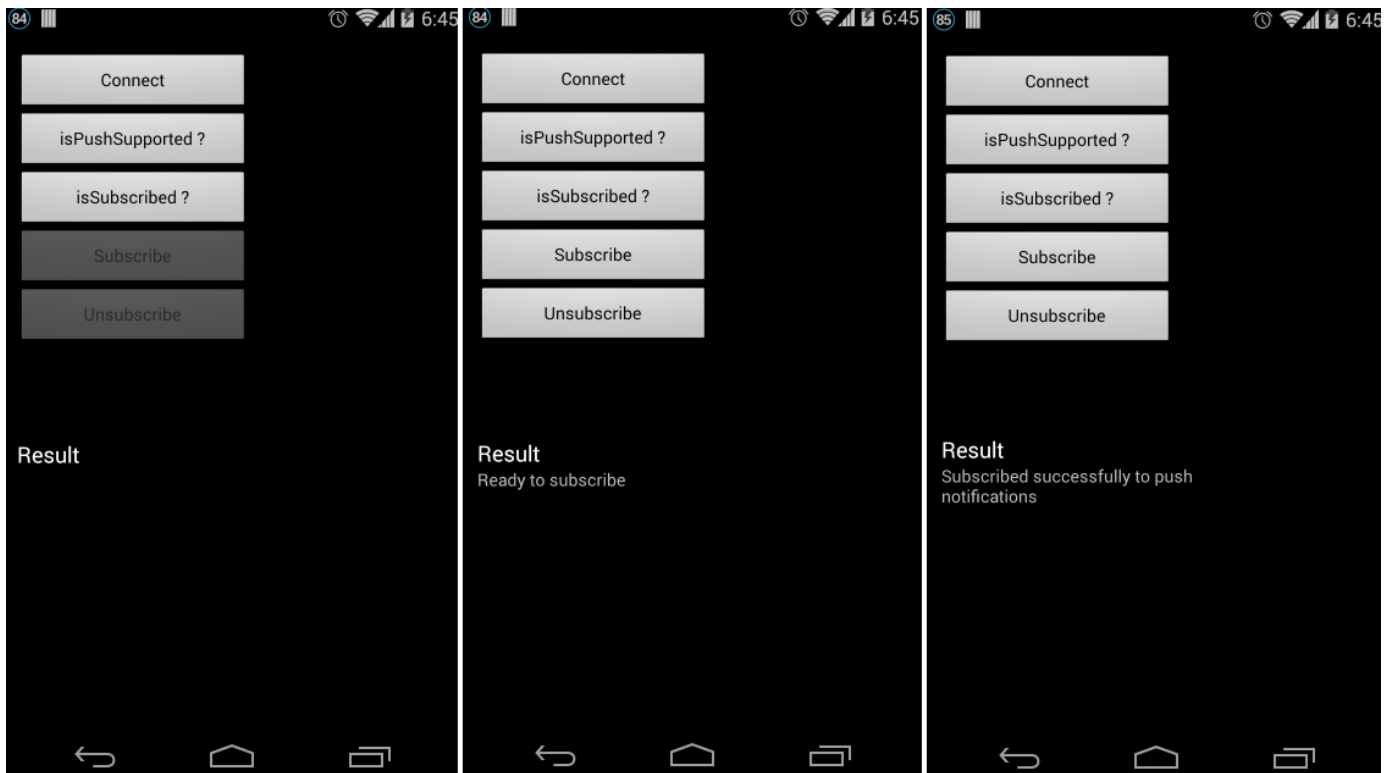 84 6:45
Connect
isPushSupported ?
isSubscribed ?
Subscribe
Unsubscribe
Result
84 6:45
Connect
isPushSupported ?
isSubscribed ?
Subscribe
Unsubscribe
Result
Ready to subscribe
85 6:45
Connect
isPushSupported ?
isSubscribed ?
Subscribe
Unsubscribe
Result
Subscribed successfully to push
notifications